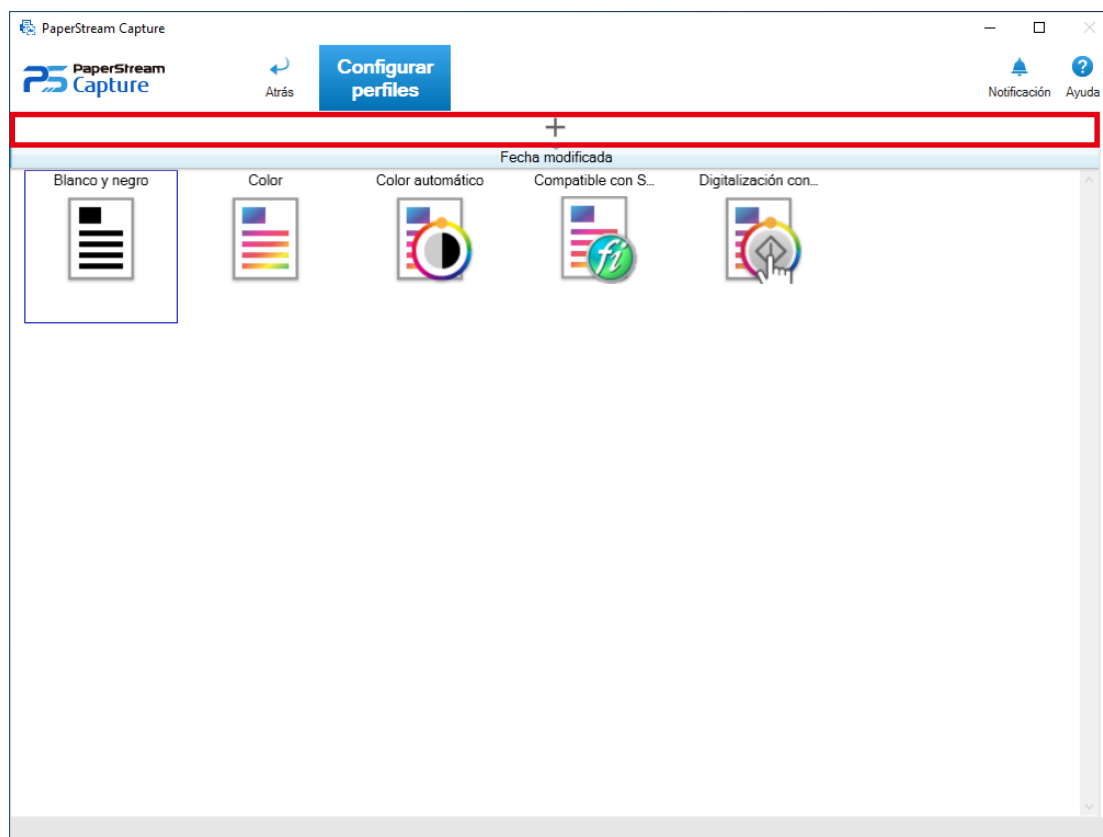 PaperStream Capture
PaperStream
Capture
Atrás
Configurar
perfiles
Notificación
Ayuda
Fecha modificada
Blanco y negro
Color
Color automático
Compatible con S...
Digitalización con...
fi